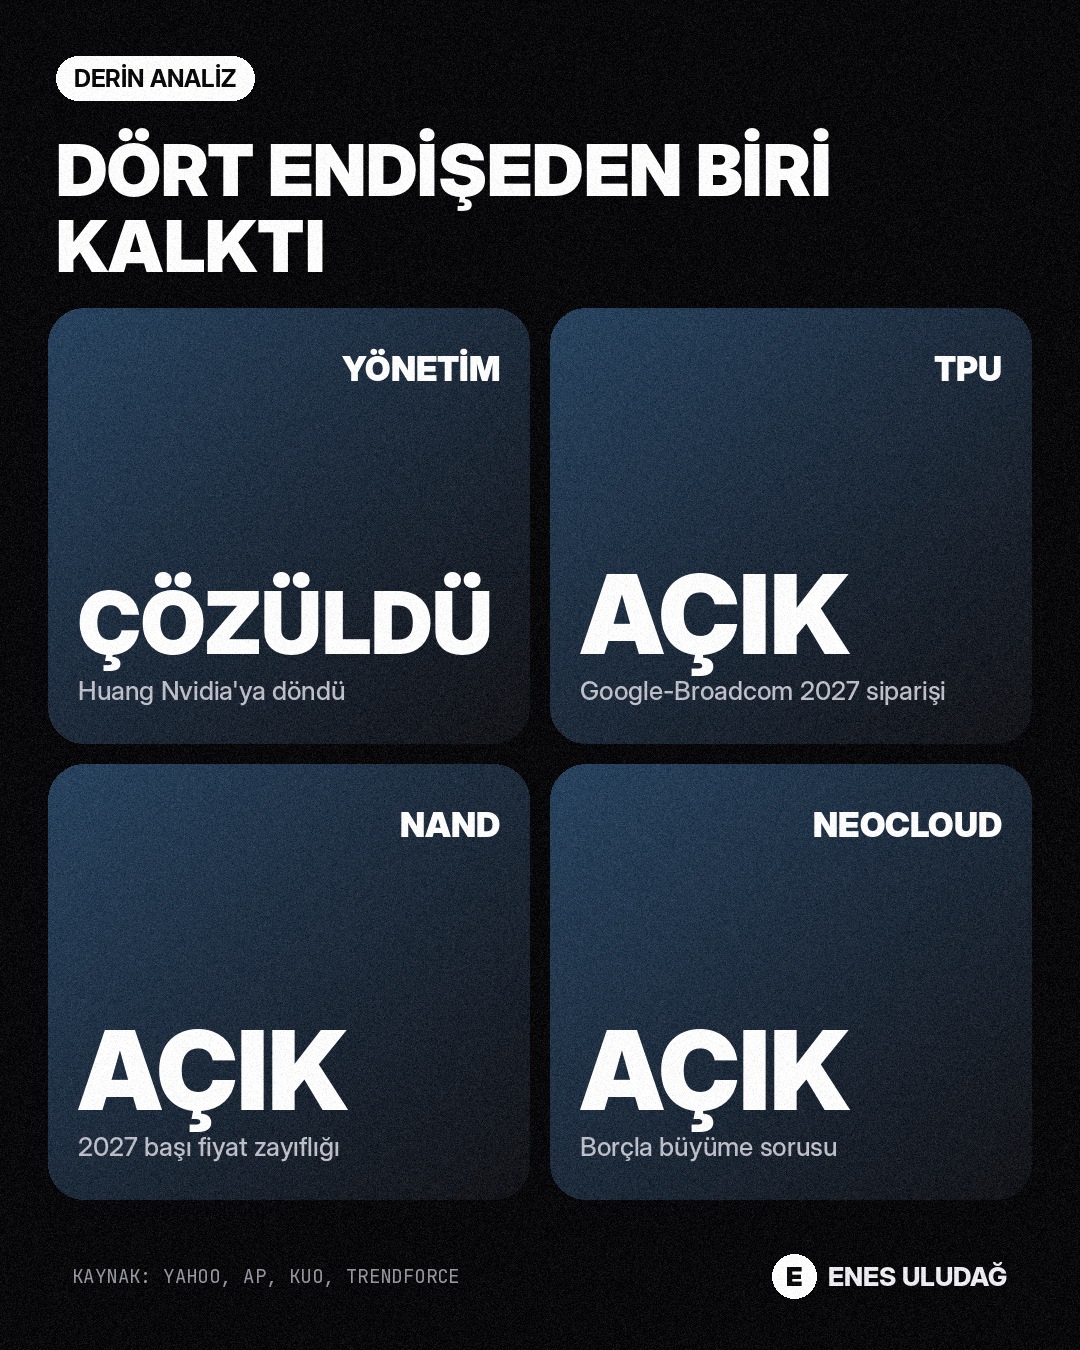 DERİN ANALİZ
DÖRT ENDİŞEDEN BİRİ
KALKTI
YÖNETİM
ÇÖZÜLDÜ
Huang Nvidia'ya döndü
TPU
AÇIK
Google-Broadcom 2027 siparişi
NAND
AÇIK
2027 başı fiyat zayıflığı
NEOCLOUD
AÇIK
Borçla büyüme sorusu
KAYNAK: YAHOO, AP, KUO, TRENDFORCE
E ENES ULUDAĞ